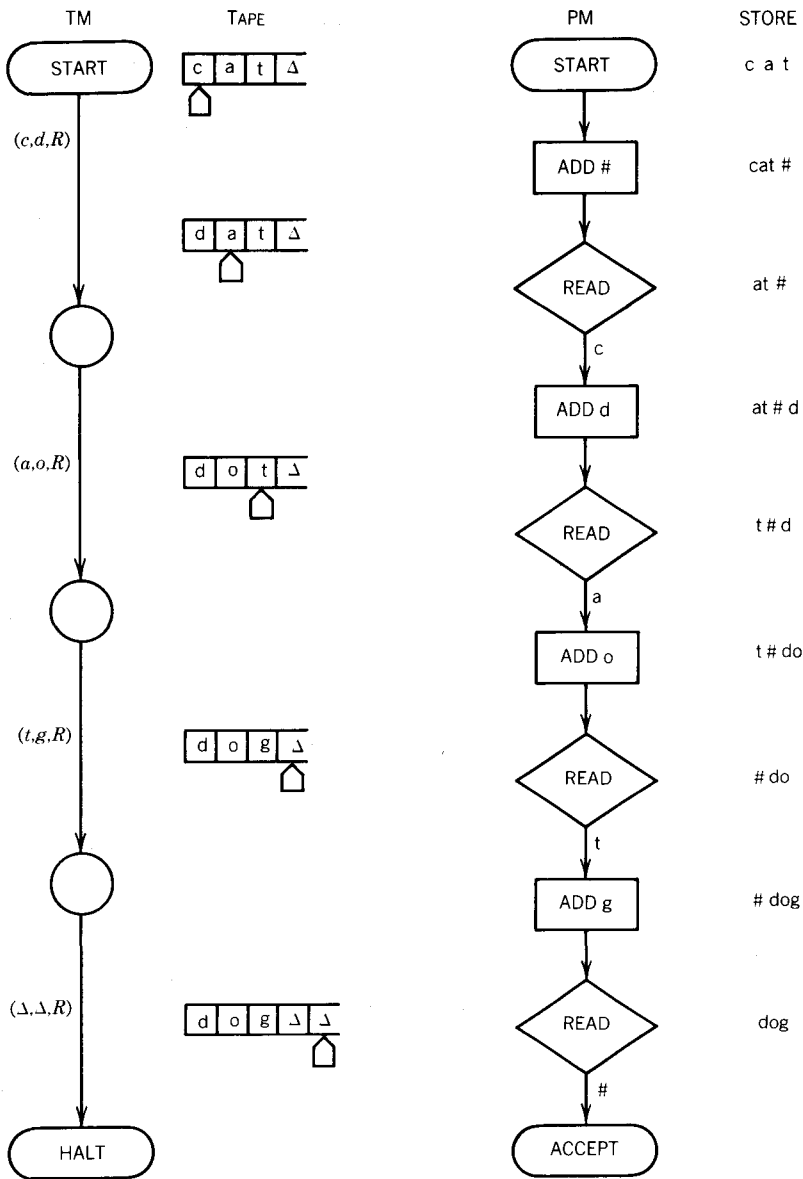 TM TAPE PM STORE
START c a t Δ START c a t
(c,d,R)
ADD # cat #
d a t Δ
READ at #
c
ADD d at # d
(a,o,R) d o t Δ
READ t # d
a
ADD o t # do
(t,g,R) d o g Δ
READ # do
t
ADD g # dog
(Δ,Δ,R) d o g Δ Δ
READ dog
#
HALT ACCEPT